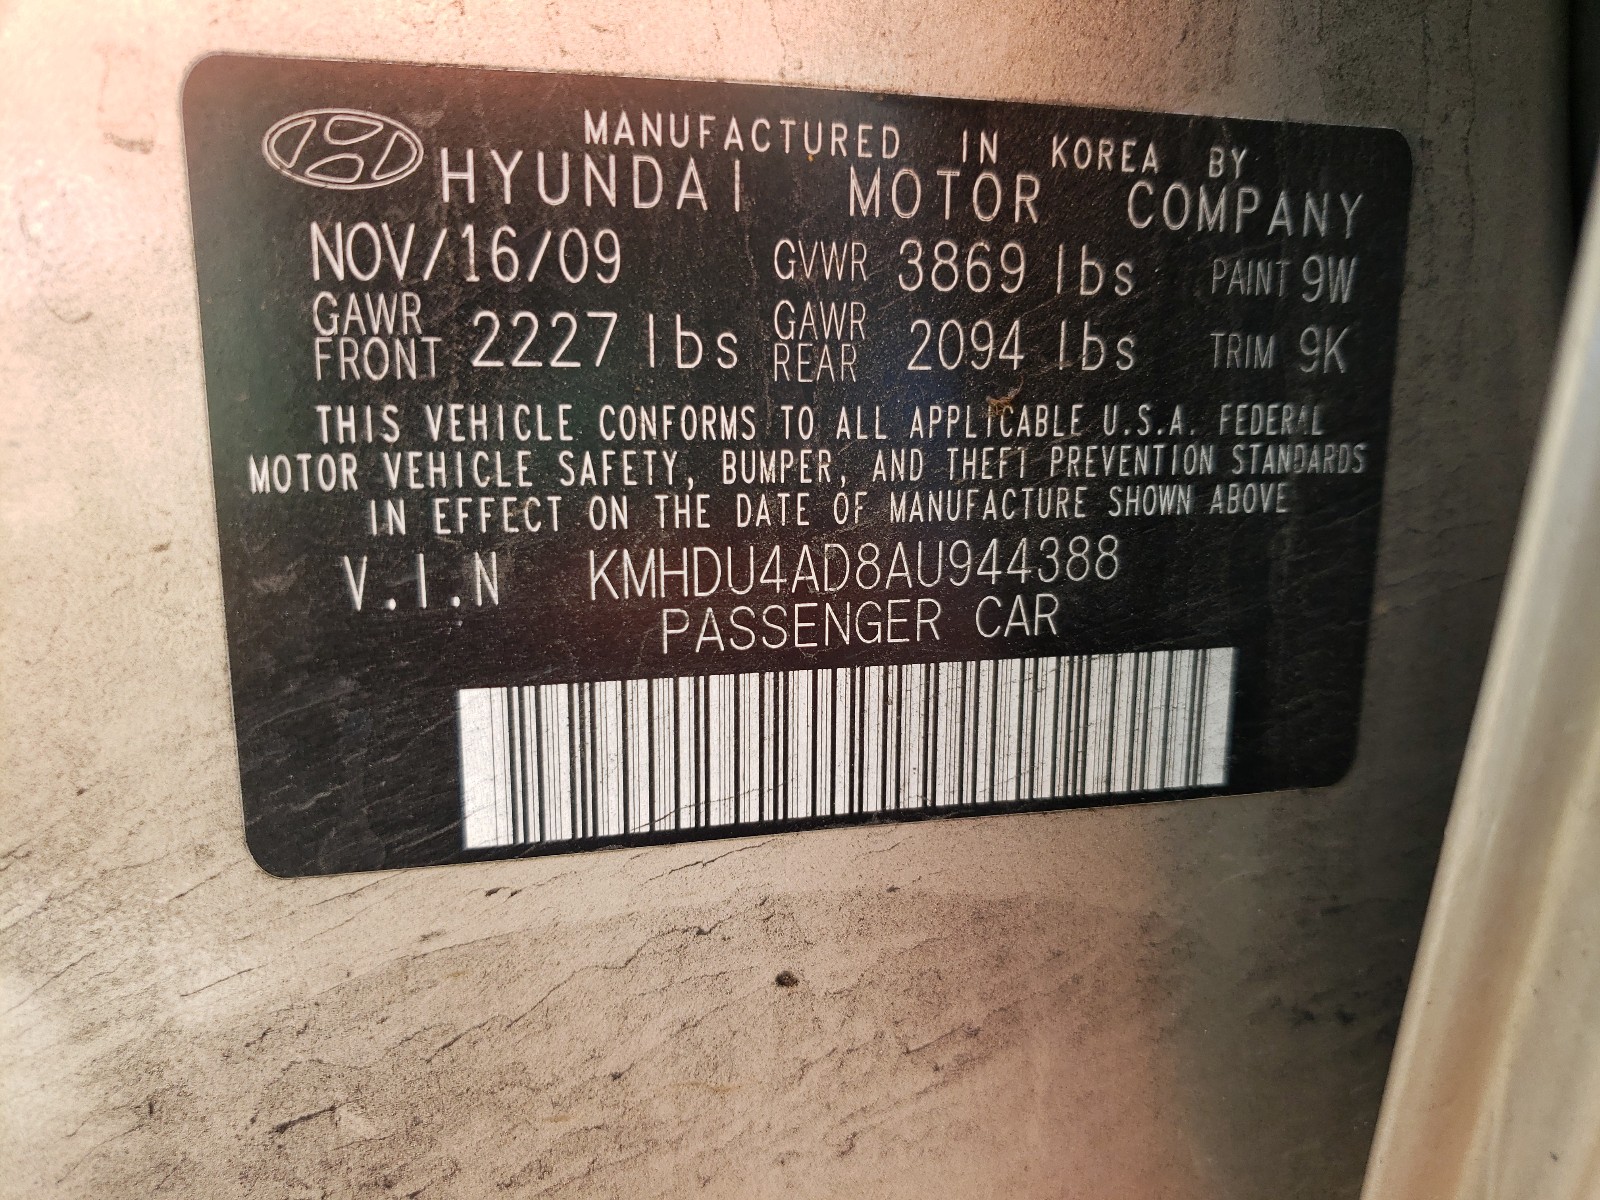 MANUFACTURED IN KOREA BY
HYUNDAI MOTOR COMPANY
NOV/16/09 GVWR 3869 lbs PAINT 9W
GAWR FRONT 2227 lbs GAWR REAR 2094 lbs TRIM 9K
THIS VEHICLE CONFORMS TO ALL APPLICABLE U.S.A. FEDERAL
MOTOR VEHICLE SAFETY, BUMPER, AND THEFT PREVENTION STANDARDS
IN EFFECT ON THE DATE OF MANUFACTURE SHOWN ABOVE
V.I.N KMHDU4AD8AU944388
PASSENGER CAR